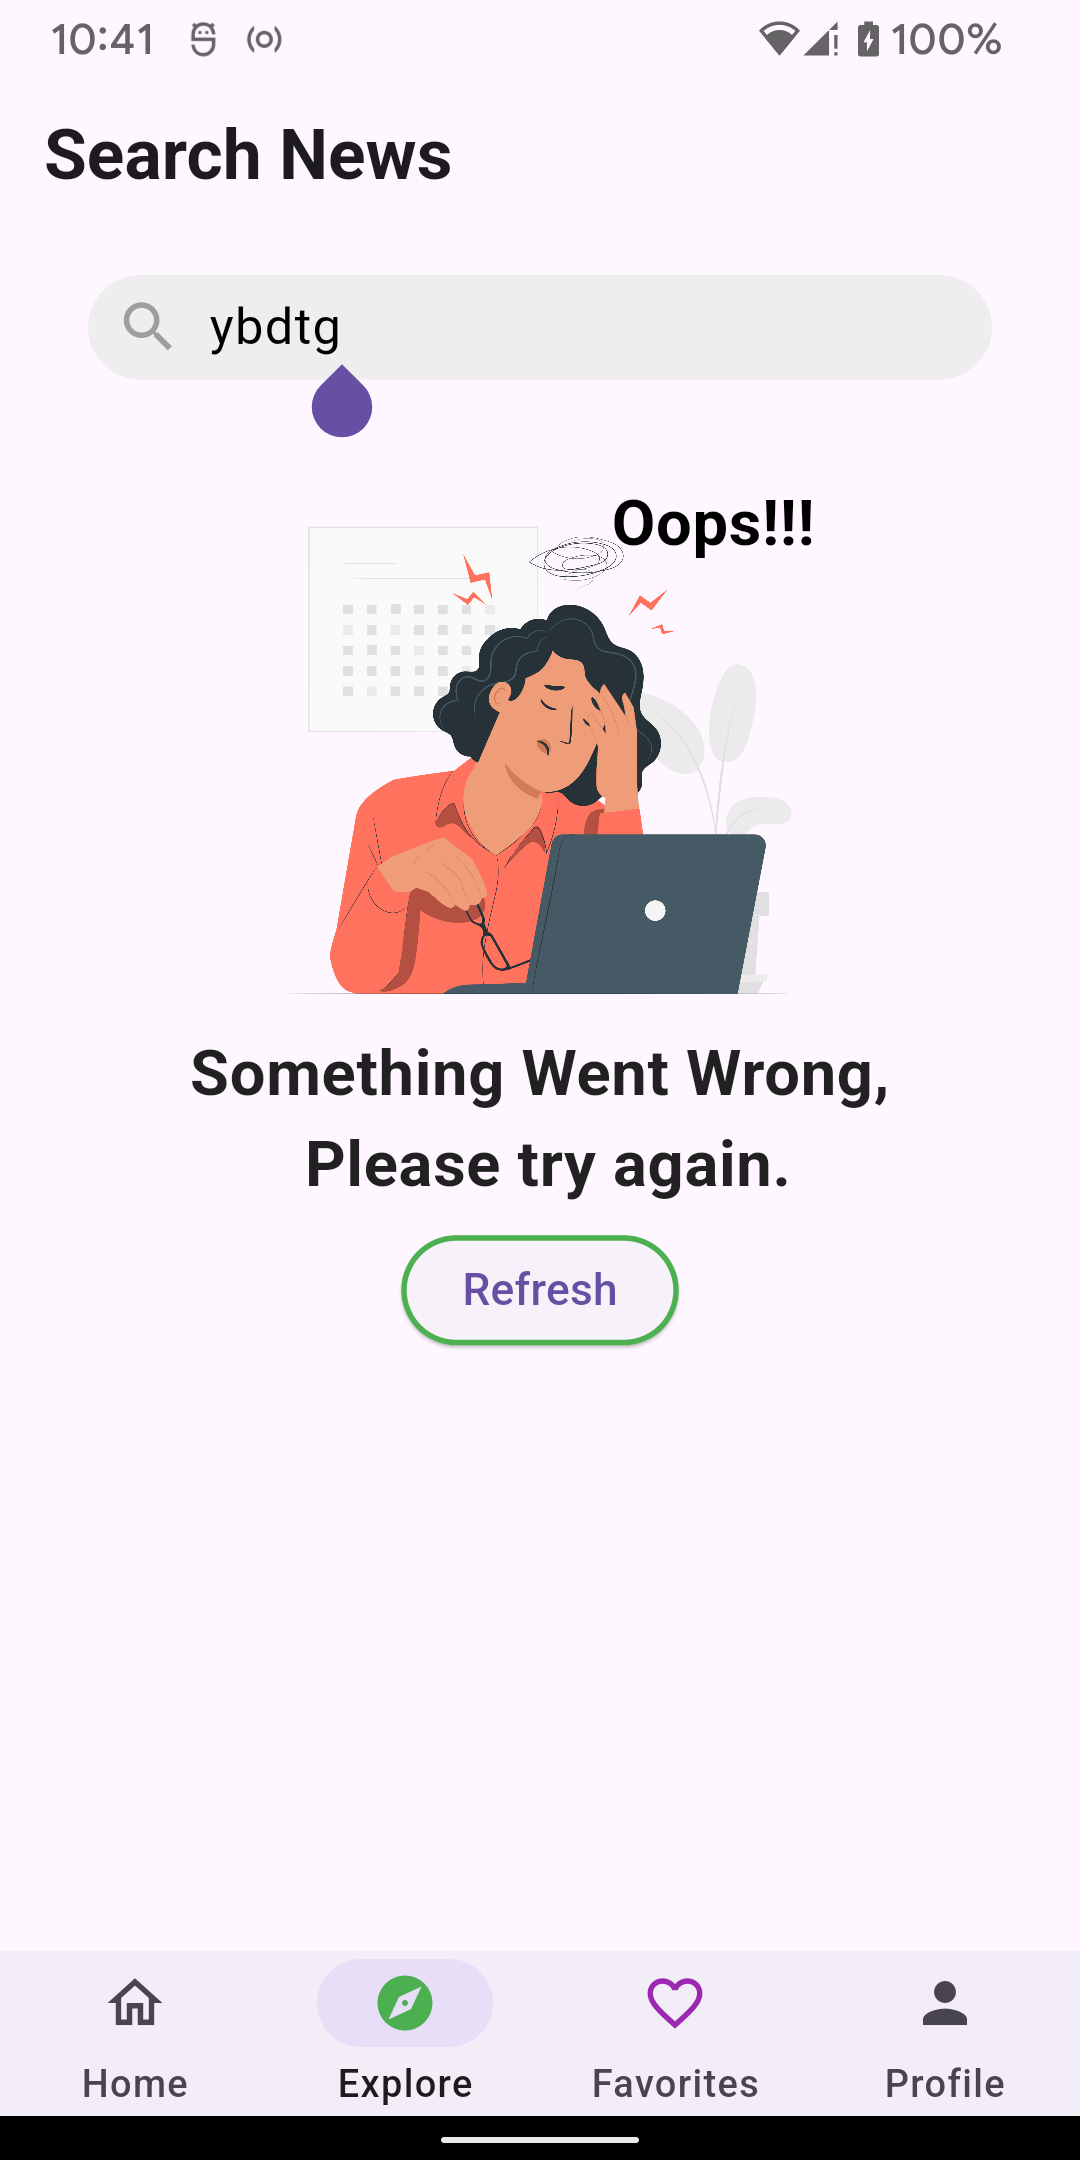 10:41
100%
Search News
ybdtg
Oops!!!
Something Went Wrong,
Please try again.
Refresh
Home
Explore
Favorites
Profile